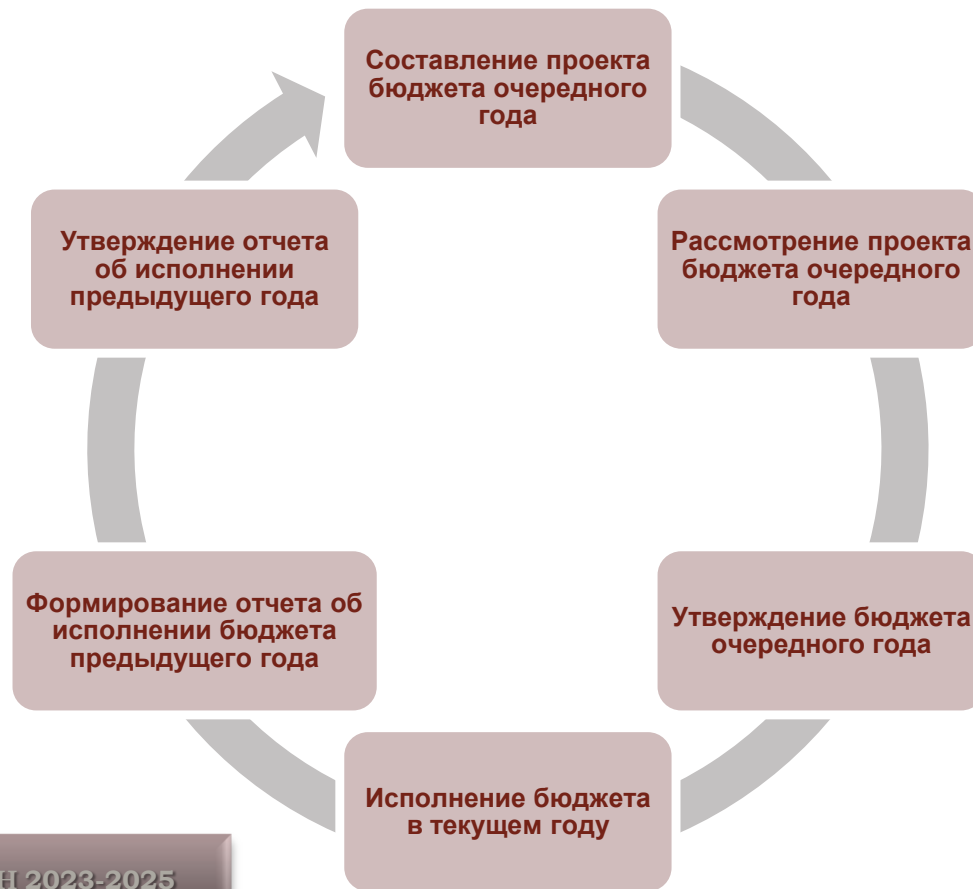 Составление проекта
бюджета очередного
года
Рассмотрение проекта
бюджета очередного
года
Утверждение бюджета
очередного года
Исполнение бюджета
в текущем году
Формирование отчета об
исполнении бюджета
предыдущего года
Утверждение отчета
об исполнении
предыдущего года
Н 2023-2025